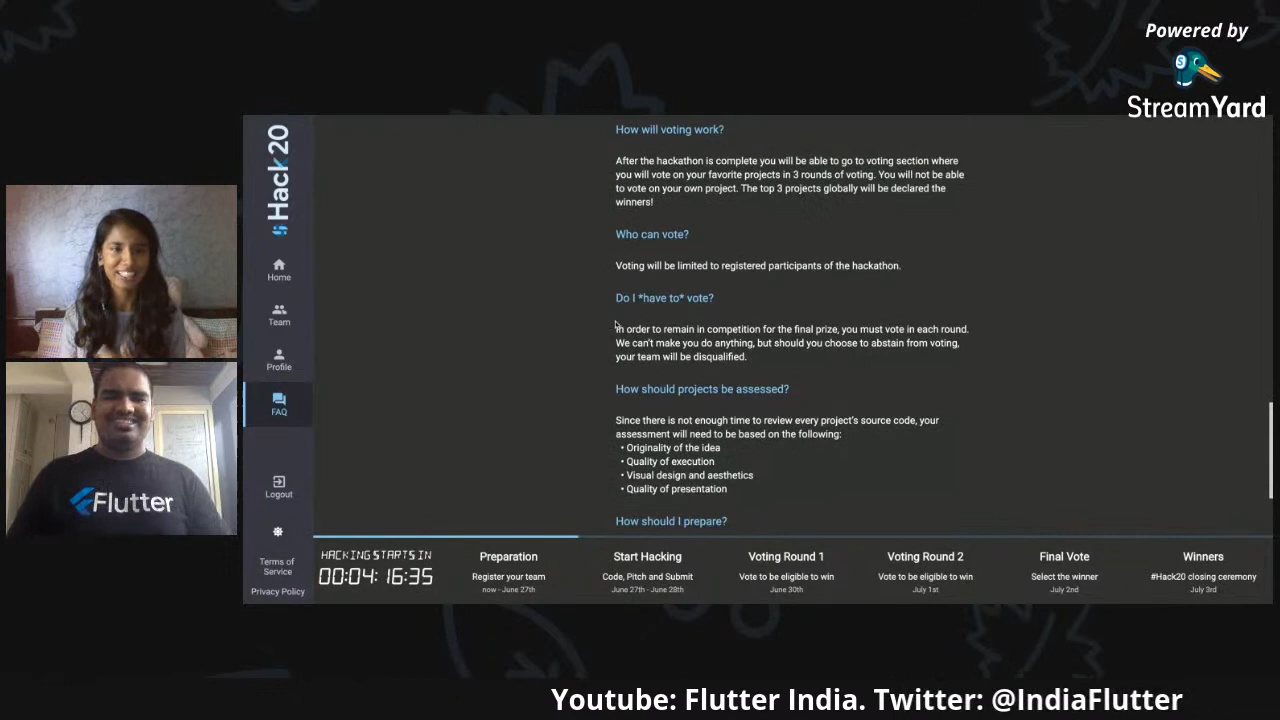 Powered by
StreamYard
#Hack20
Home
Team
Profile
FAQ
Logout
Terms of
Service
Privacy Policy
How will voting work?
After the hackathon is complete you will be able to go to voting section where
you will vote on your favorite projects in 3 rounds of voting. You will not be able
to vote on your own project. The top 3 projects globally will be declared the
winners!
Who can vote?
Voting will be limited to registered participants of the hackathon.
Do I *have to* vote?
In order to remain in competition for the final prize, you must vote in each round.
We can't make you do anything, but should you choose to abstain from voting,
your team will be disqualified.
How should projects be assessed?
Since there is not enough time to review every project's source code, your
assessment will need to be based on the following:
• Originality of the idea
• Quality of execution
• Visual design and aesthetics
• Quality of presentation
How should I prepare?
HACKING STARTS IN
00:04:16:35
Preparation
Register your team
now - June 27th
Start Hacking
Code, Pitch and Submit
June 27th - June 28th
Voting Round 1
Vote to be eligible to win
June 30th
Voting Round 2
Vote to be eligible to win
July 1st
Final Vote
Select the winner
July 2nd
Winners
#Hack20 closing ceremony
July 3rd
Flutter
Youtube: Flutter India. Twitter: @IndiaFlutter